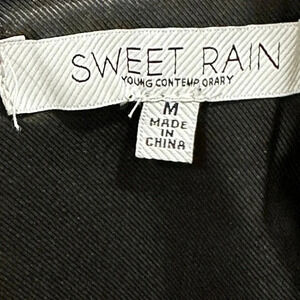 SWEET RAIN
YOUNG CONTEMPORARY
M
MADE
IN
CHINA